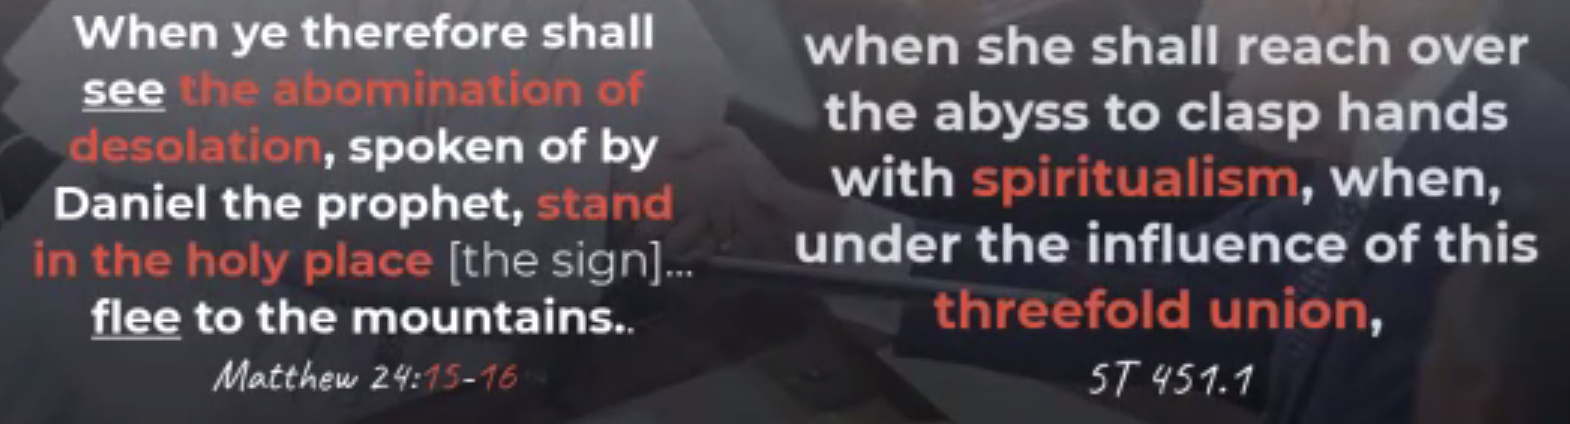 When ye therefore shall
see the abomination of
desolation, spoken of by
Daniel the prophet, stand
in the holy place [the sign]...
flee to the mountains..
Matthew 24:15-16
when she shall reach over
the abyss to clasp hands
with spiritualism, when,
under the influence of this
threefold union,
5T 451.1